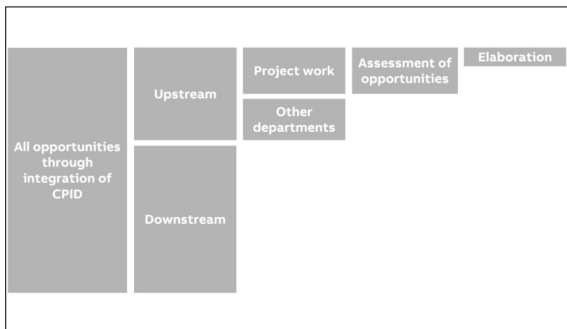 All opportunities
through
integration of
CPID
Upstream
Downstream
Project work
Other
departments
Assessment of
opportunities
Elaboration